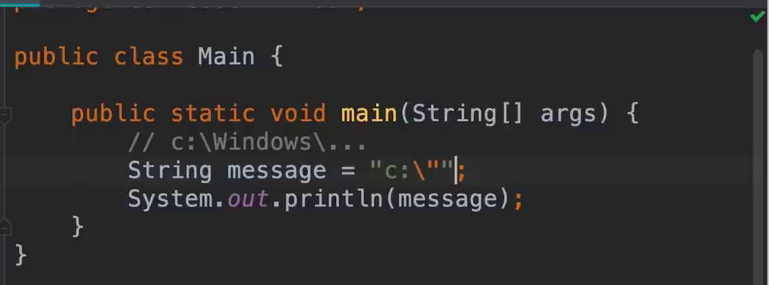 public class Main {
public static void main(String[] args) {
// c:\Windows\...
String message = "c:\"";
System.out.println(message);
}
}